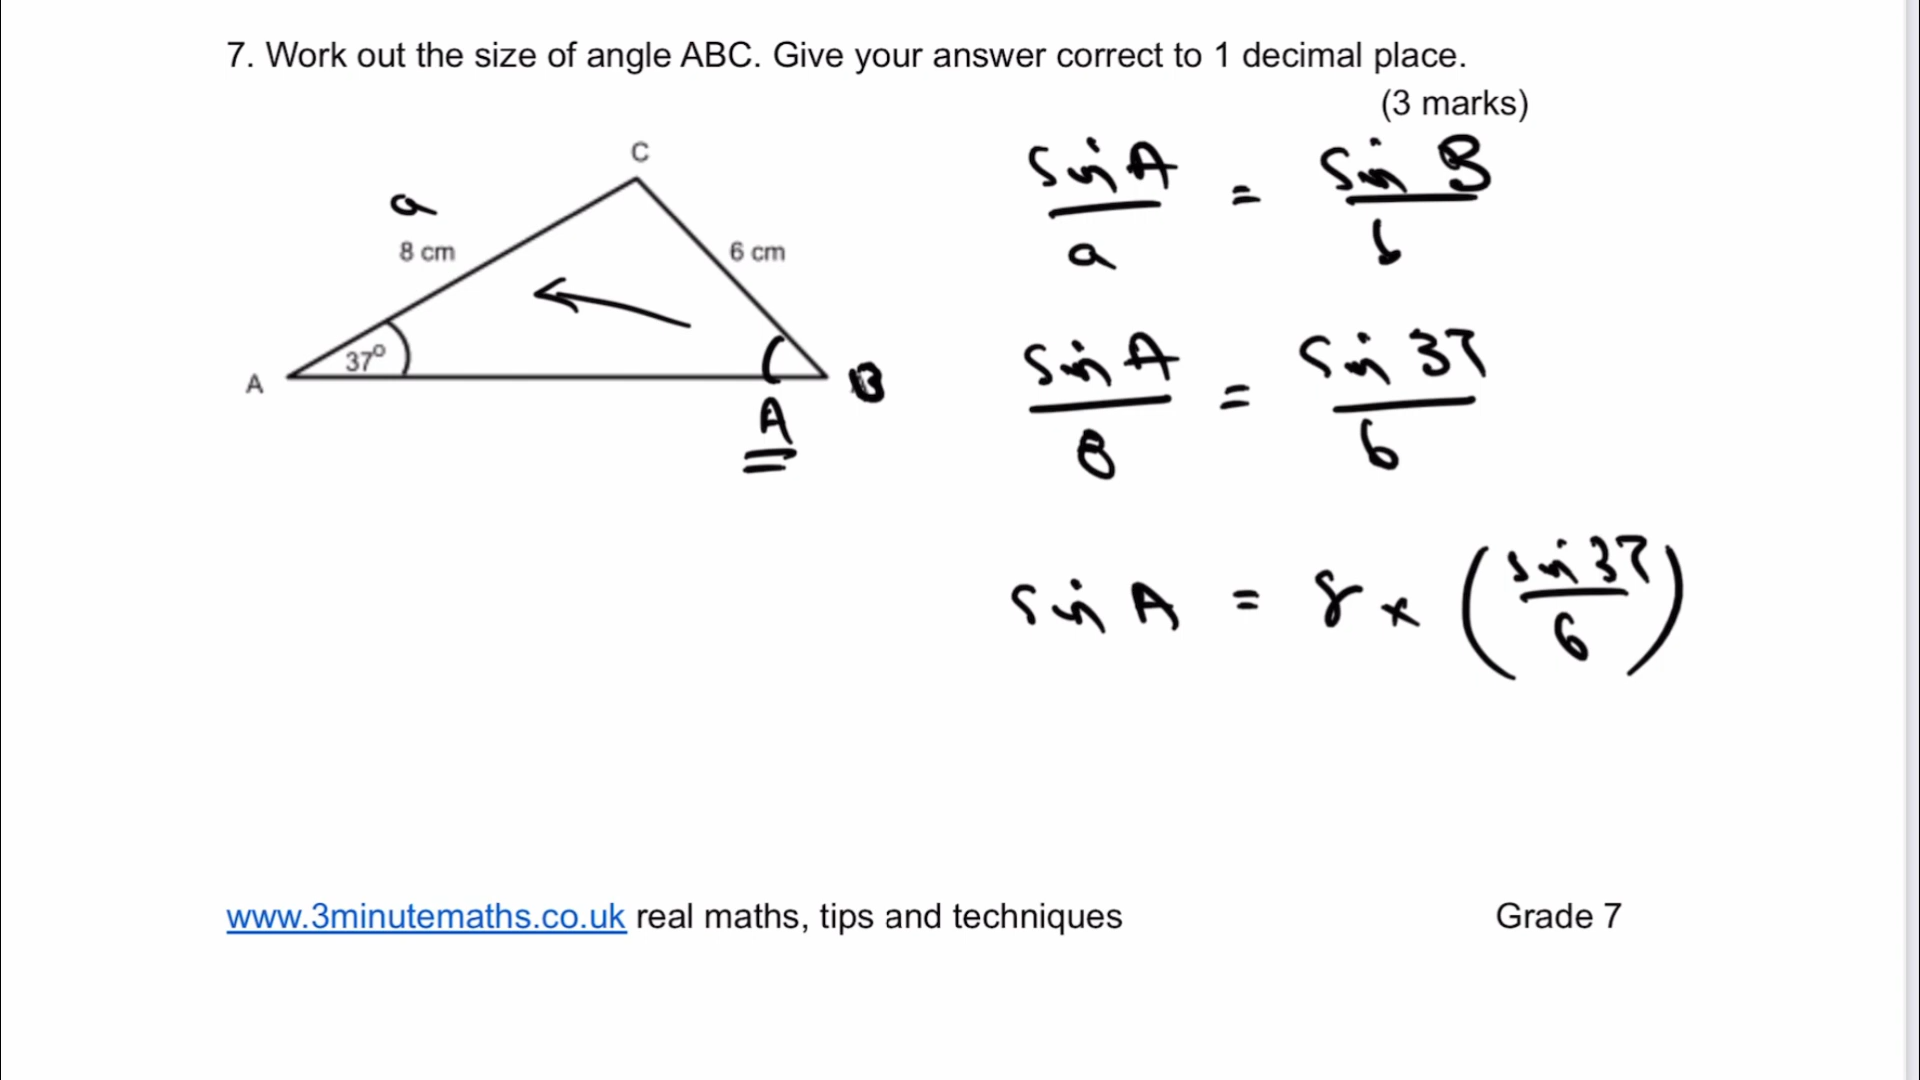 7. Work out the size of angle ABC. Give your answer correct to 1 decimal place.
(3 marks)
C
a
8 cm
6 cm
37°
A
B
A
sin A / a = sin B / b
sin A / 8 = sin 37 / 6
sin A = 8 × (sin 37 / 6)
www.3minutemaths.co.uk real maths, tips and techniques
Grade 7